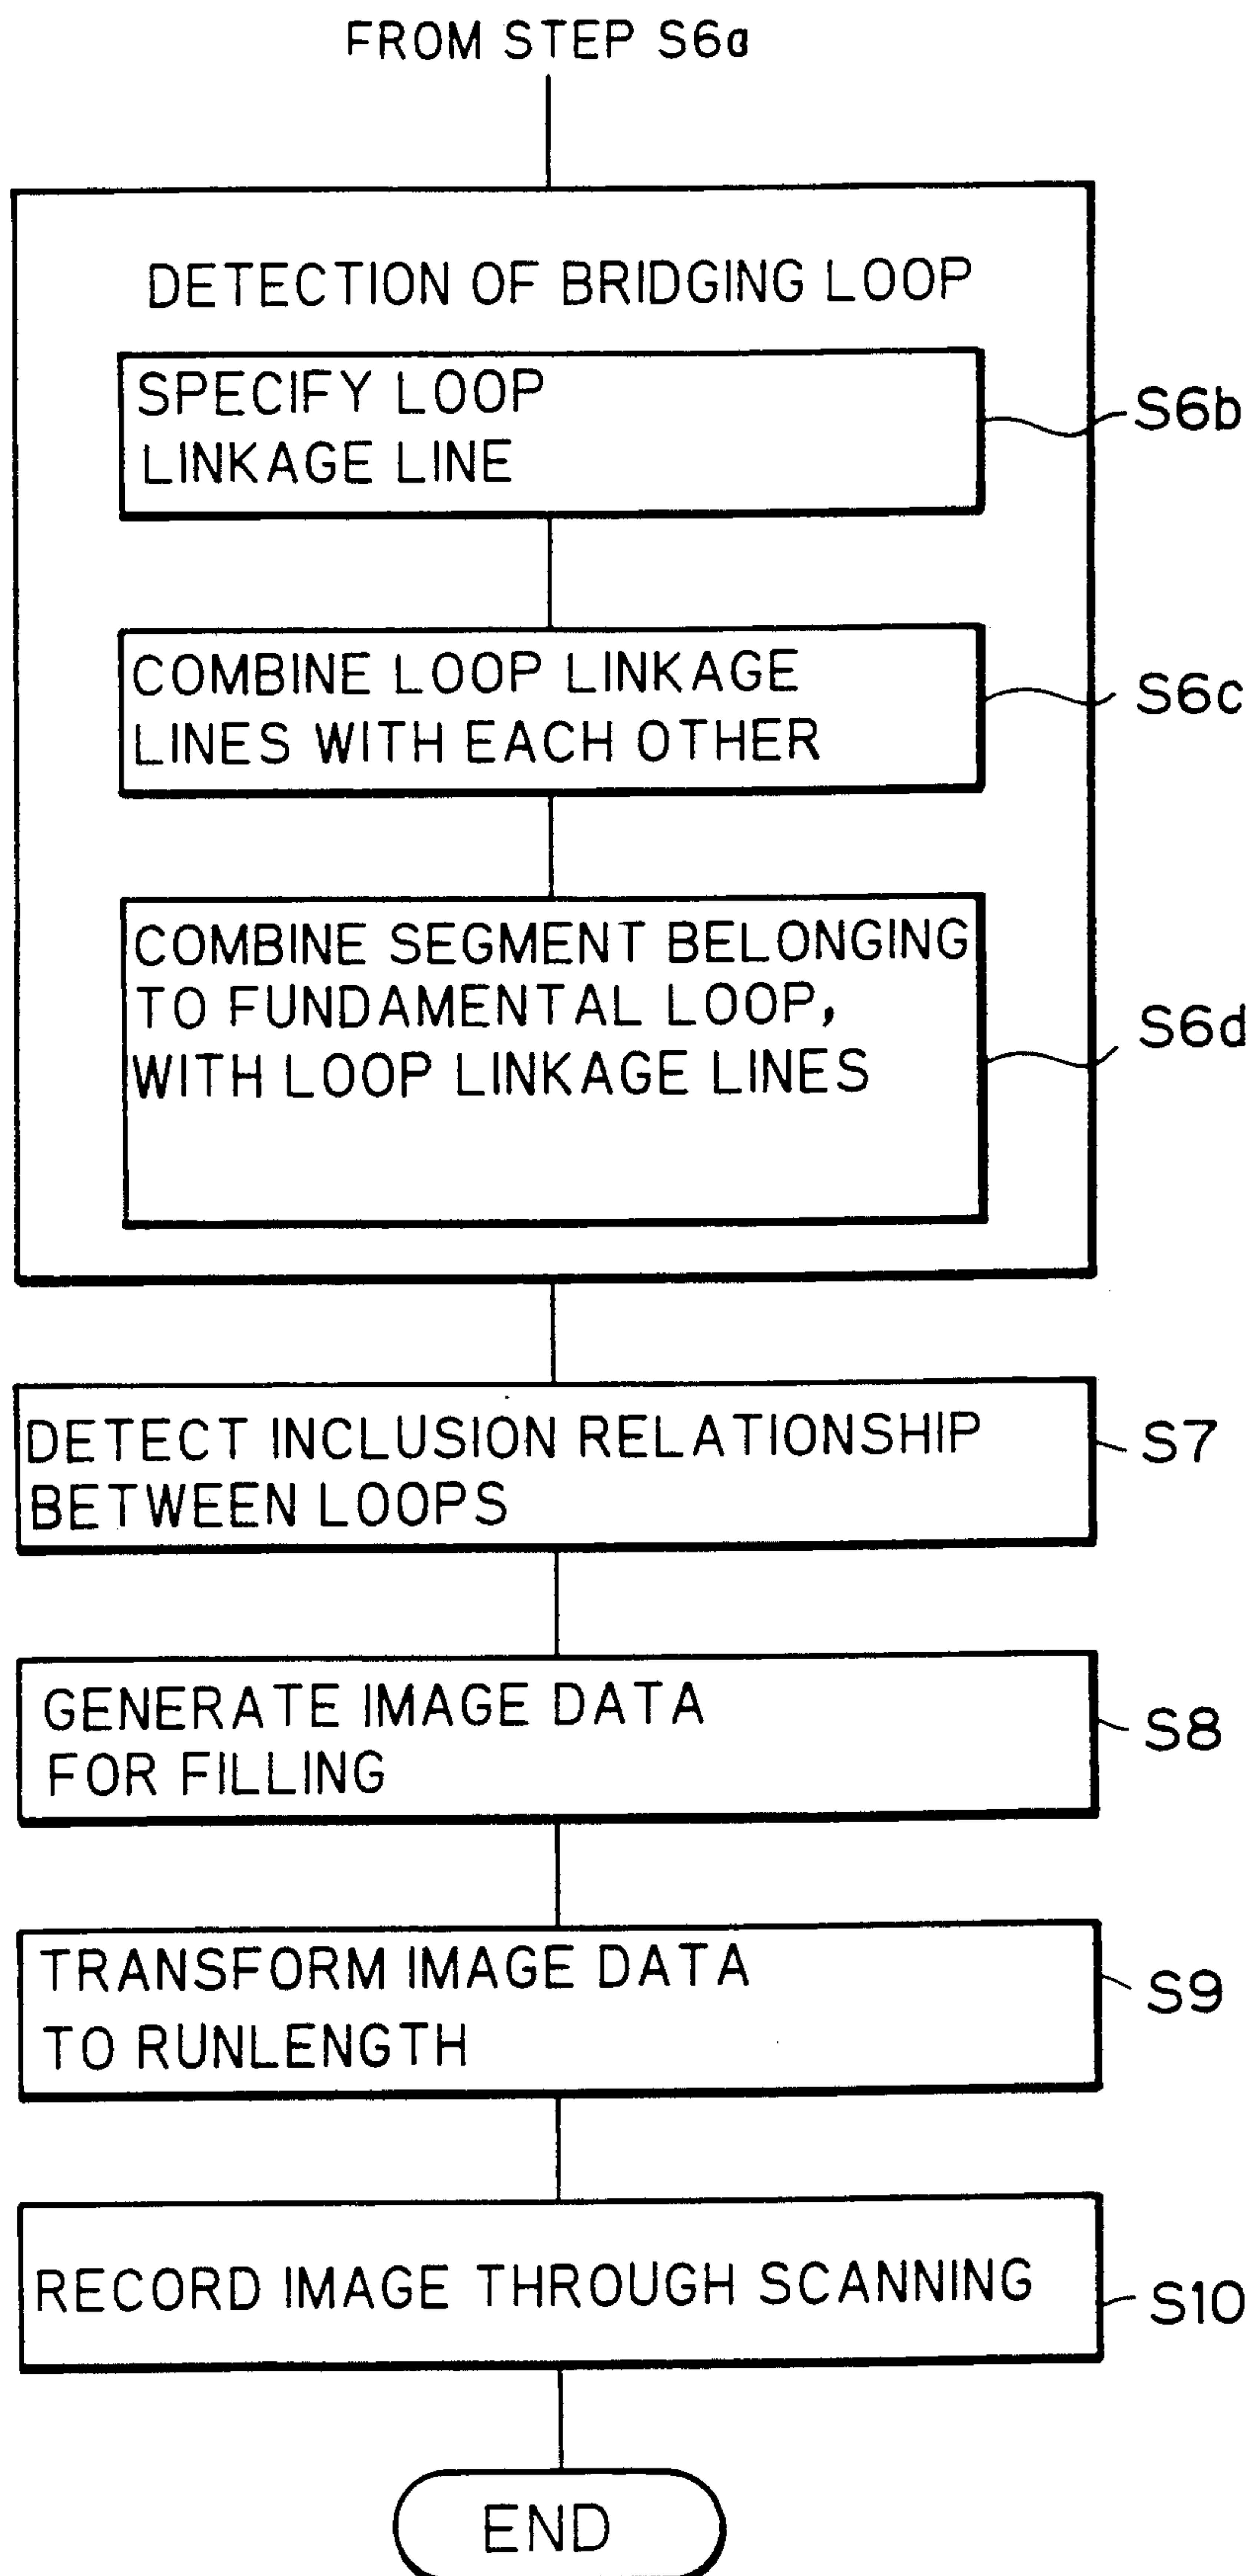 FROM STEP S6a
DETECTION OF BRIDGING LOOP
SPECIFY LOOP
LINKAGE LINE
S6b
COMBINE LOOP LINKAGE
LINES WITH EACH OTHER
S6c
COMBINE SEGMENT BELONGING
TO FUNDAMENTAL LOOP,
WITH LOOP LINKAGE LINES
S6d
DETECT INCLUSION RELATIONSHIP
BETWEEN LOOPS
S7
GENERATE IMAGE DATA
FOR FILLING
S8
TRANSFORM IMAGE DATA
TO RUNLENGTH
S9
RECORD IMAGE THROUGH SCANNING
S10
END